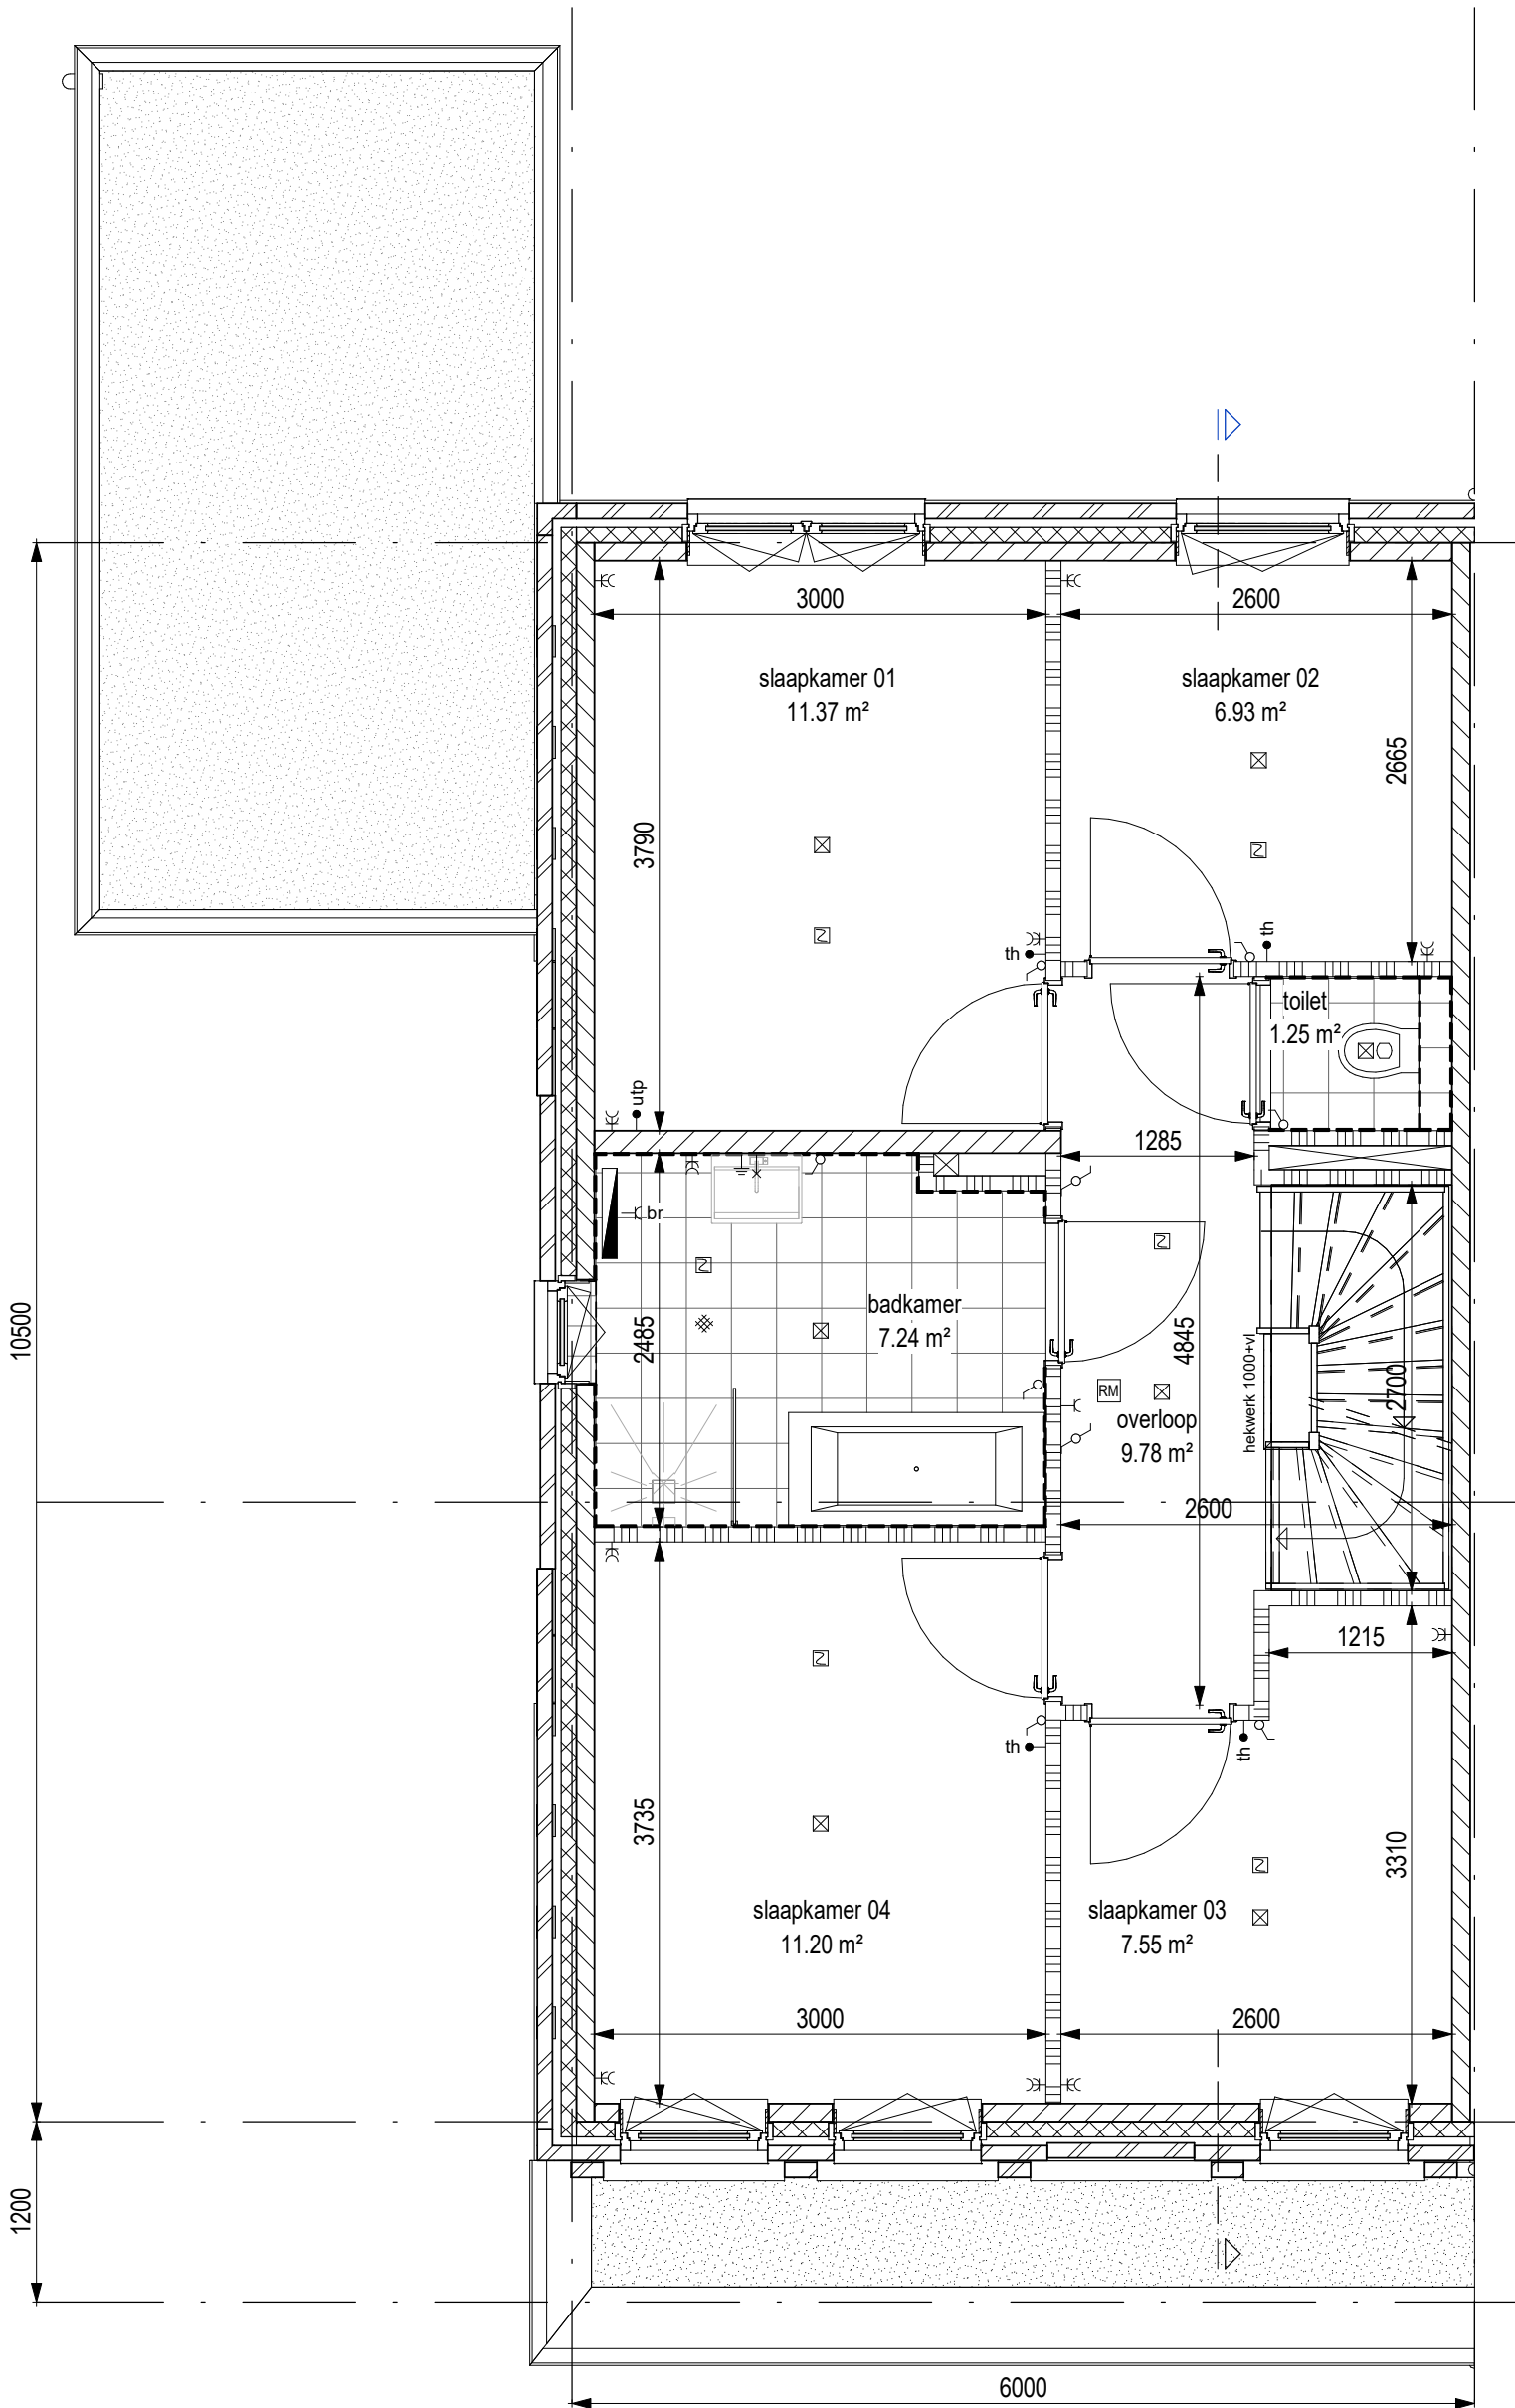 3000
2600
slaapkamer 01
11.37 m²
slaapkamer 02
6.93 m²
2665
3790
th
th
toilet
1.25 m²
utp
1285
br
badkamer
7.24 m²
2485
4845
10500
RM
overloop
9.78 m²
hekwerk 1000+vl
2700
2600
1215
th
th
3735
3310
slaapkamer 04
11.20 m²
slaapkamer 03
7.55 m²
3000
2600
1200
6000